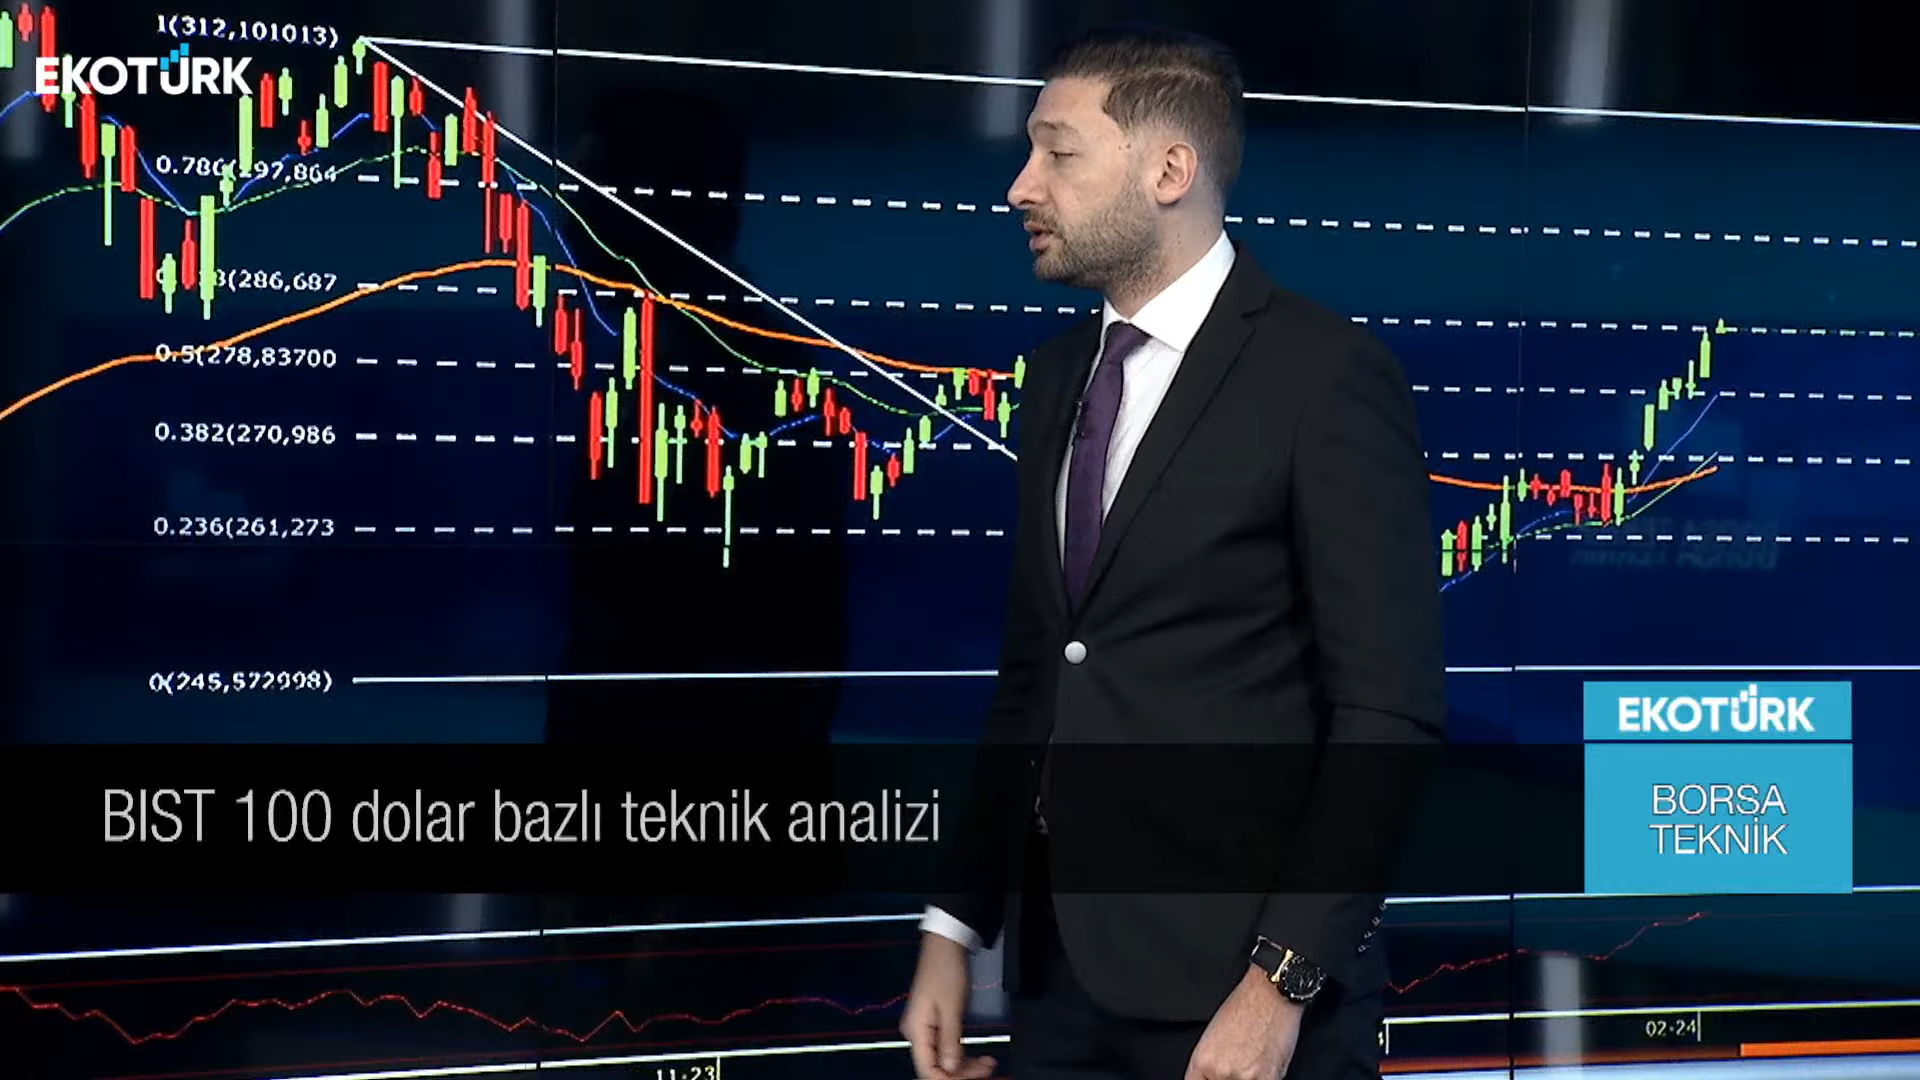 1(312,101013)
EKOTÜRK
0.786(297,864
(286,687
0.5(278,83700
0.382(270,986
0.236(261,273
0(245,572998)
EKOTÜRK
BIST 100 dolar bazlı teknik analizi
BORSA
TEKNİK
02-24
11-23